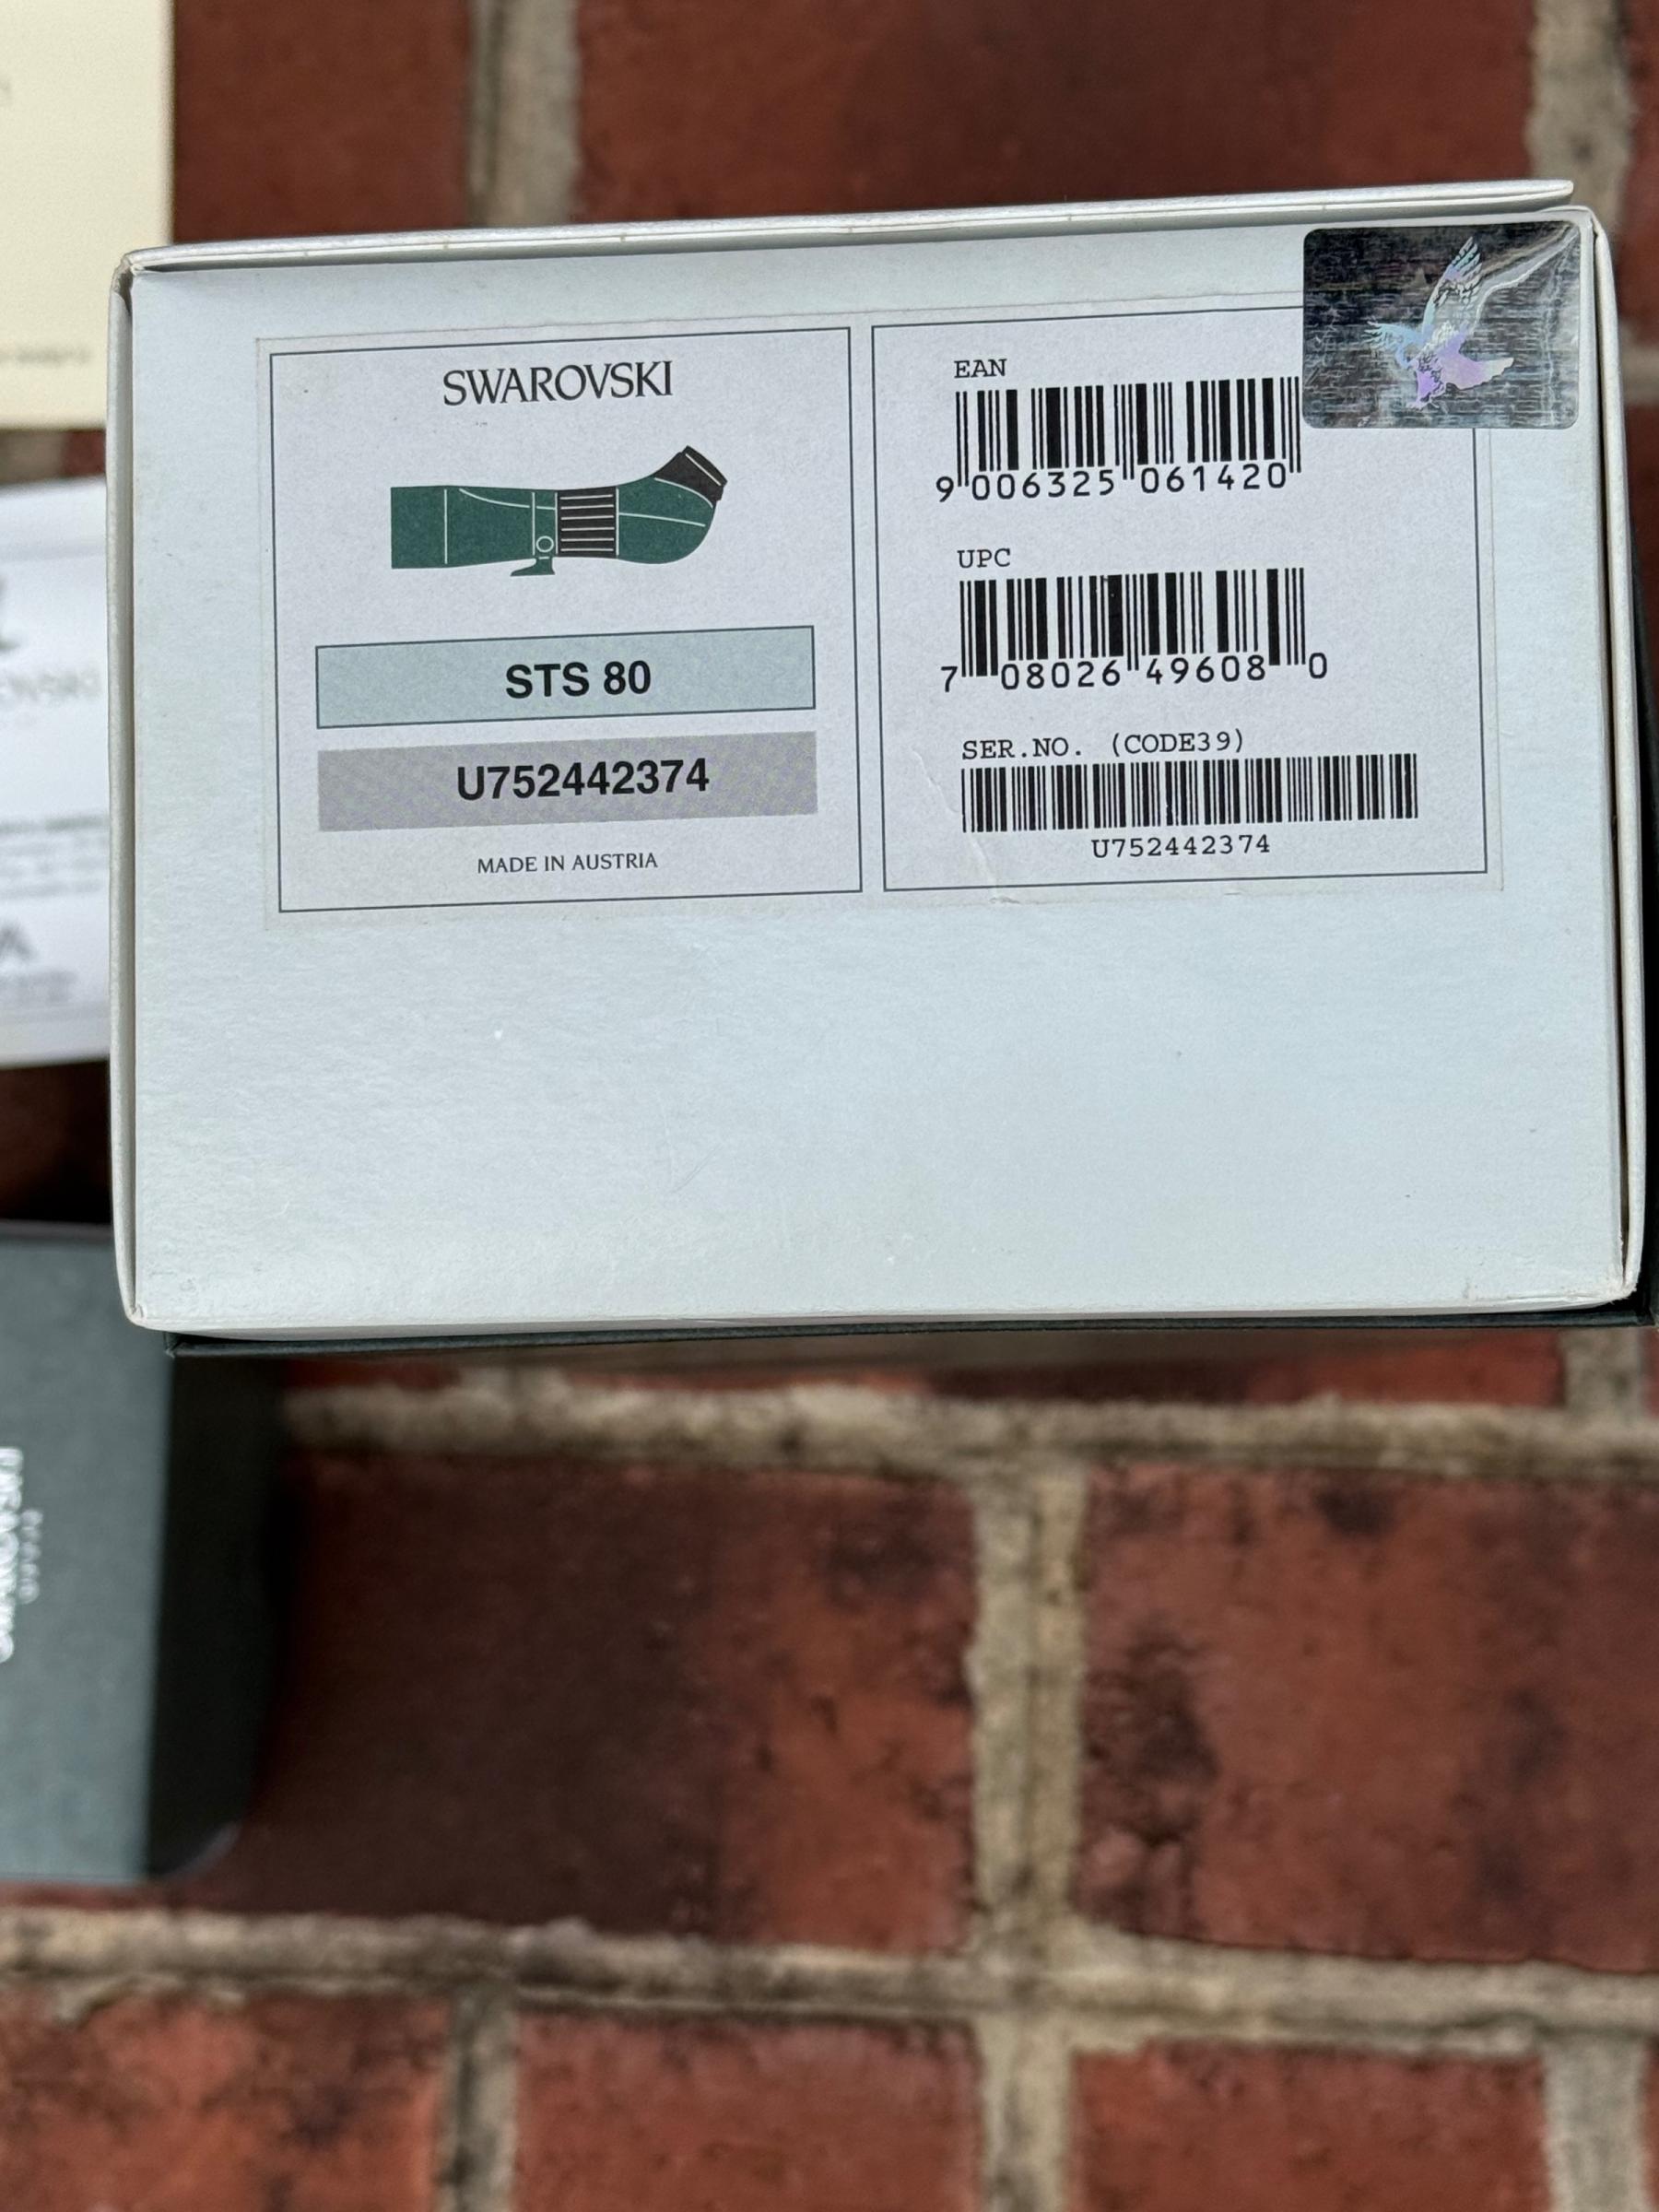 SWAROVSKI
STS 80
U752442374
MADE IN AUSTRIA
EAN
9 006325 061420
UPC
7 08026 49608 0
SER.NO. (CODE39)
U752442374